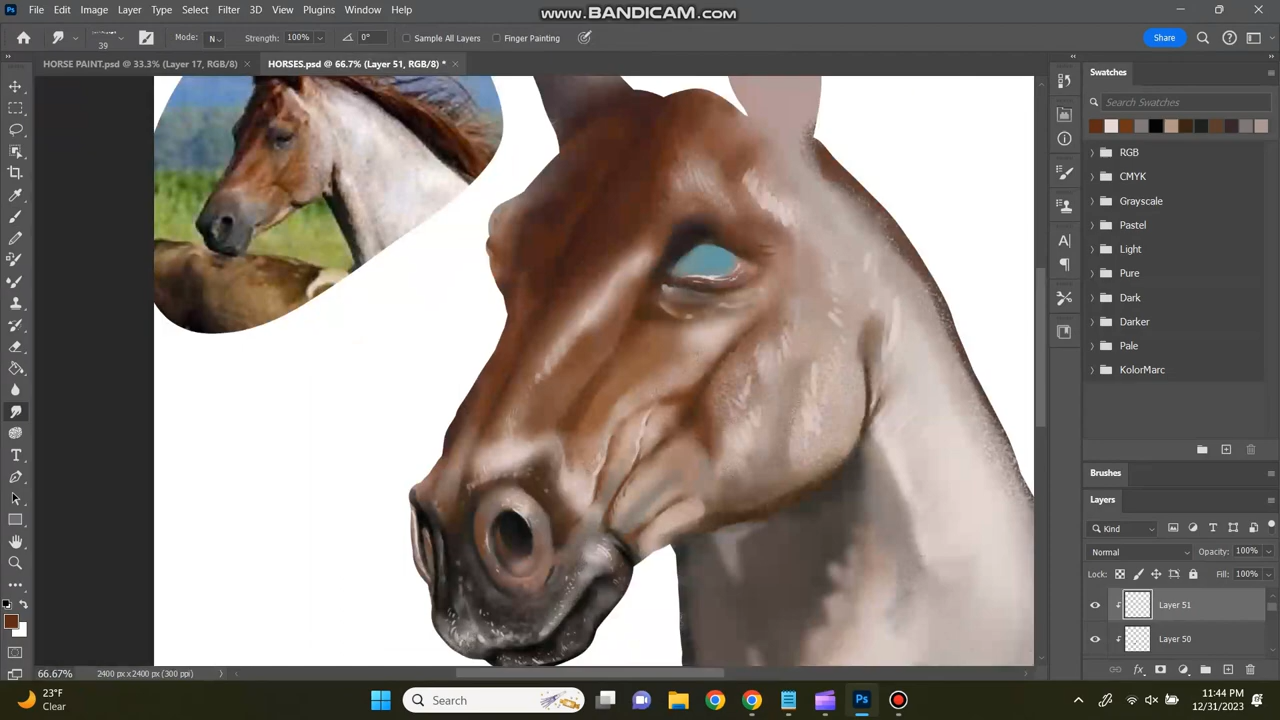 www.BANDICAM.com
File Edit Image Layer Type Select Filter 3D View Plugins Window Help
39 Mode: N Strength: 100% 0° Sample All Layers Finger Painting Share
HORSE PAINT.psd @ 33.3% (Layer 17, RGB/8) × HORSES.psd @ 66.7% (Layer 51, RGB/8) * ×
Swatches
Search Swatches
RGB
CMYK
Grayscale
Pastel
Light
Pure
Dark
Darker
Pale
KolorMarc
Brushes
Layers
Kind
Normal Opacity: 100%
Lock: Fill: 100%
Layer 51
Layer 50
66.67% 2400 px x 2400 px (300 ppi)
23°F
Clear
Search
11:44 PM
12/31/2023